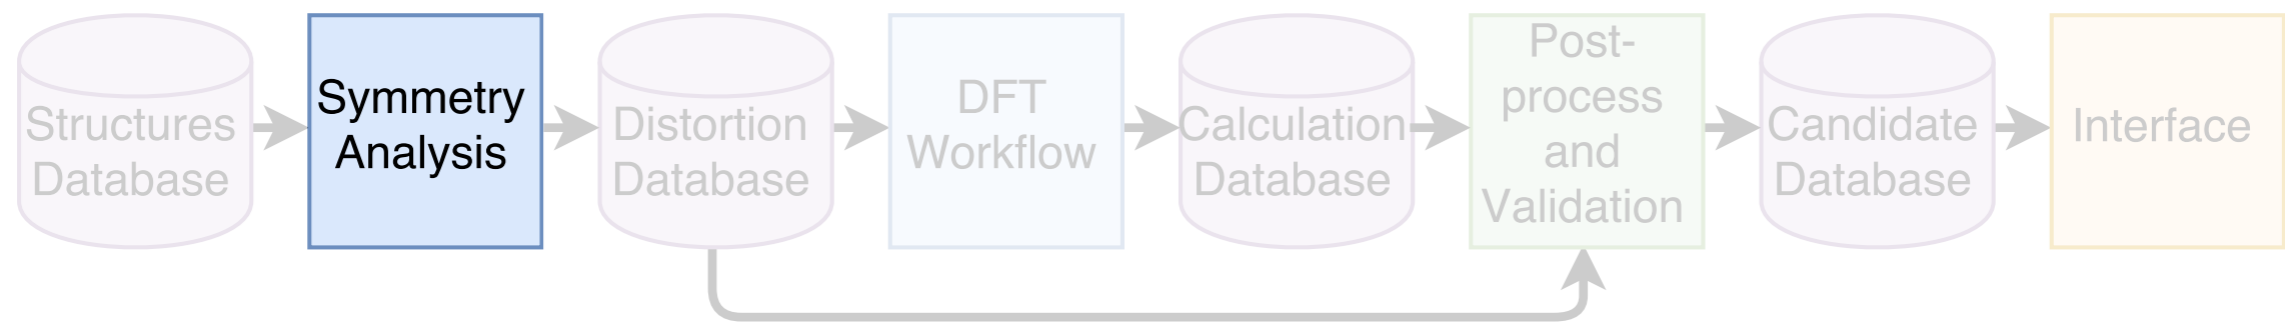 Structures
Database
Symmetry
Analysis
Distortion
Database
DFT
Workflow
Calculation
Database
Post-
process
and
Validation
Candidate
Database
Interface